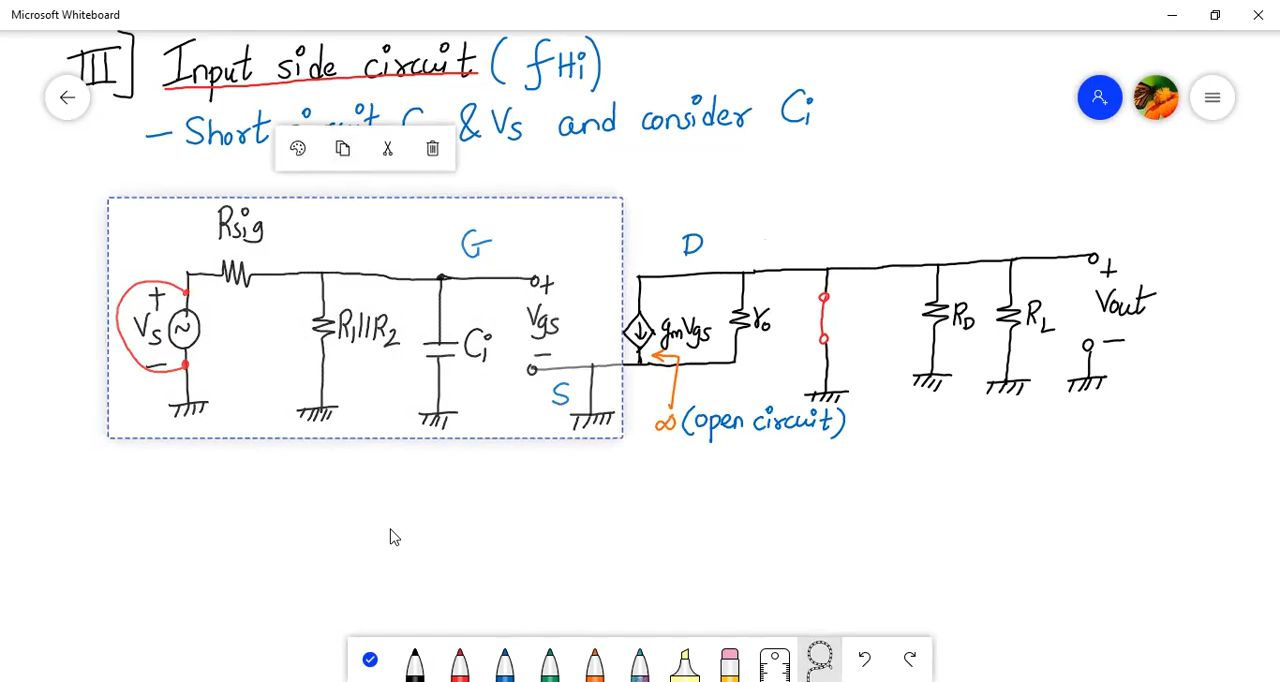 Microsoft Whiteboard
III] Input side circuit (fHi)
– Short & Vs and consider Ci
Rsig
G
D
+
Vs
–
R1||R2
Ci
+
Vgs
–
S
gmVgs
ro
∞ (open circuit)
RD
RL
+
Vout
–